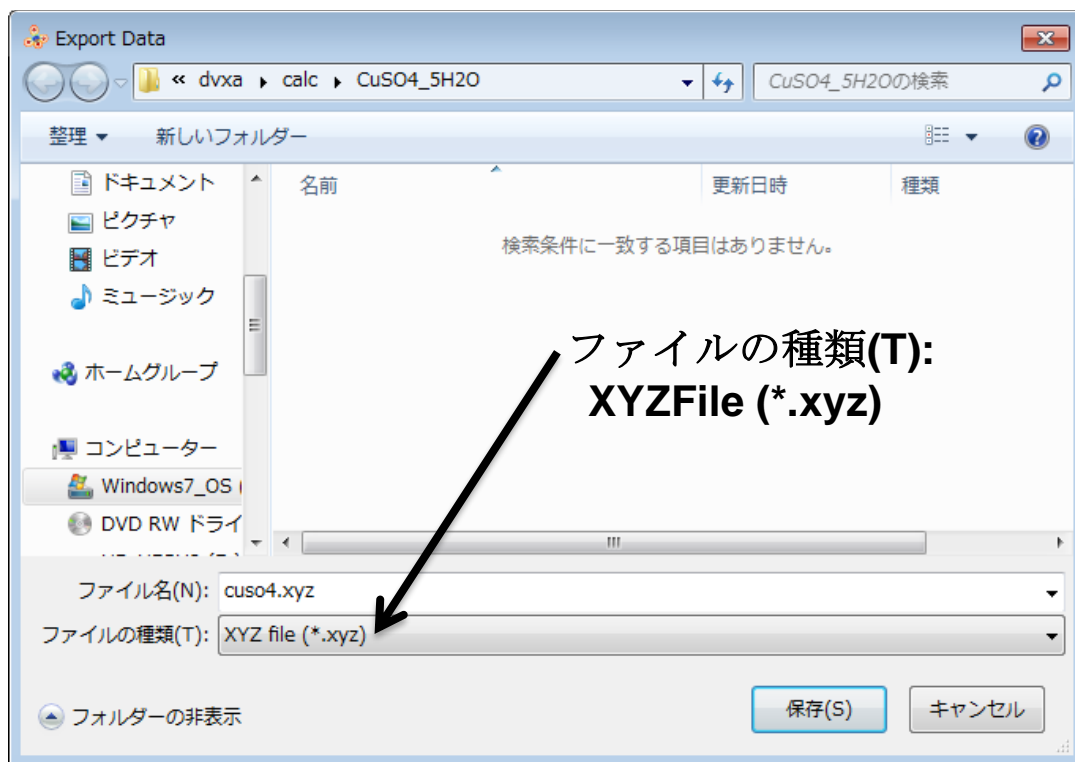 Export Data
« dvxa ▸ calc ▸ CuSO4_5H2O
CuSO4_5H2Oの検索
整理 ▼ 新しいフォルダー
ドキュメント
ピクチャ
ビデオ
ミュージック
ホームグループ
コンピューター
Windows7_OS (
DVD RW ドライ
名前 更新日時 種類
検索条件に一致する項目はありません。
ファイルの種類(T):
XYZFile (*.xyz)
ファイル名(N): cuso4.xyz
ファイルの種類(T): XYZ file (*.xyz)
フォルダーの非表示
保存(S) キャンセル